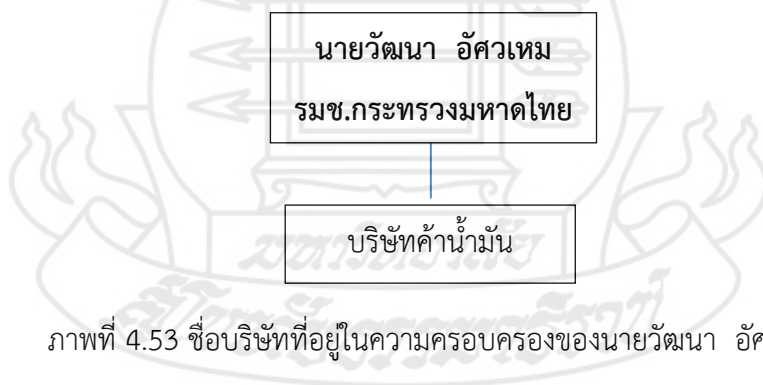 นายวัฒนา อัศวเหม
รมช.กระทรวงมหาดไทย
บริษัทค้าน้ำมัน
ภาพที่ 4.53 ชื่อบริษัทที่อยู่ในความครอบครองของนายวัฒนา